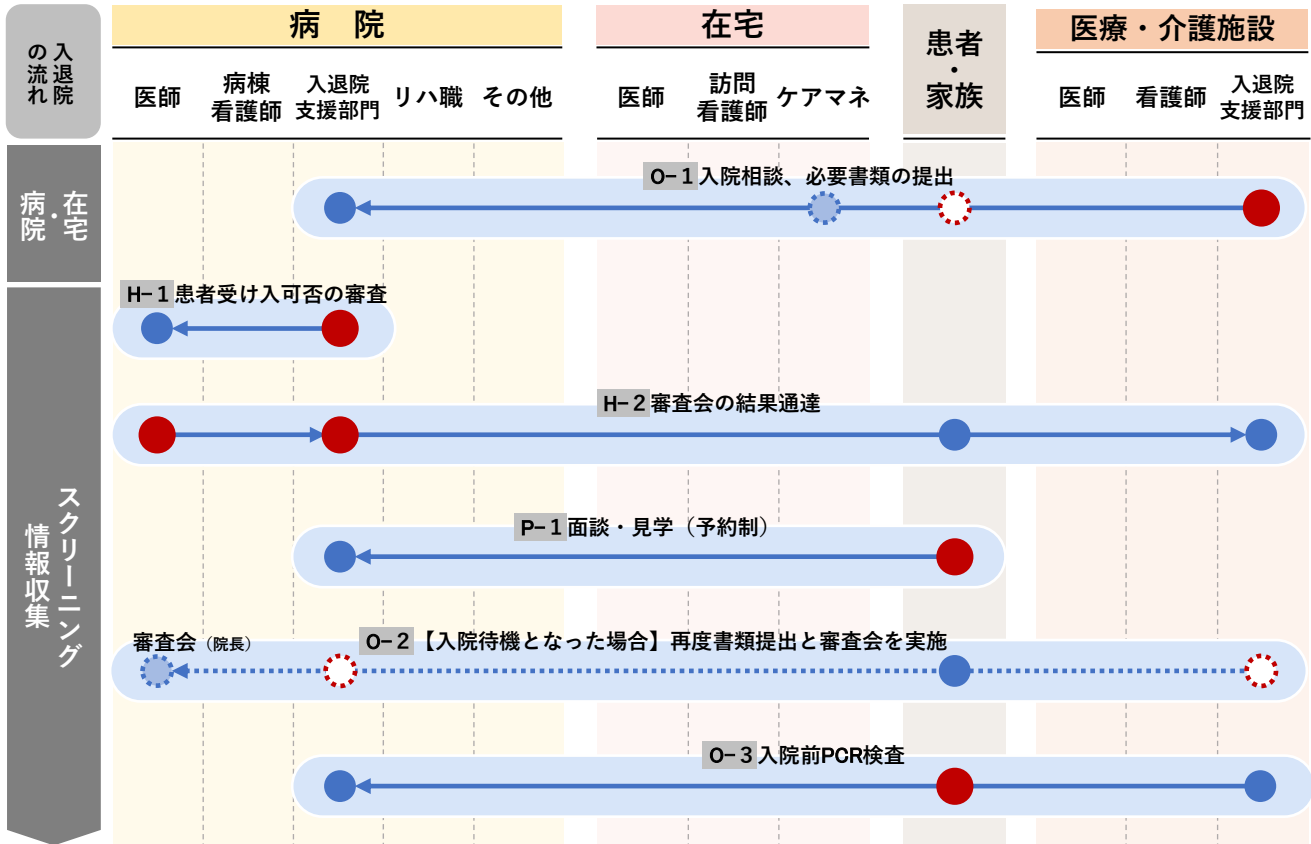 入退院
の流れ
病　院
在宅
患者
・
家族
医療・介護施設
医師
病棟
看護師
入退院
支援部門
リハ職
その他
医師
訪問
看護師
ケアマネ
医師
看護師
入退院
支援部門
在宅・
病院
O-1 入院相談、必要書類の提出
H-1 患者受け入可否の審査
H-2 審査会の結果通達
スクリーニング
情報収集
P-1 面談・見学（予約制）
審査会（院長）
O-2 【入院待機となった場合】再度書類提出と審査会を実施
O-3 入院前PCR検査